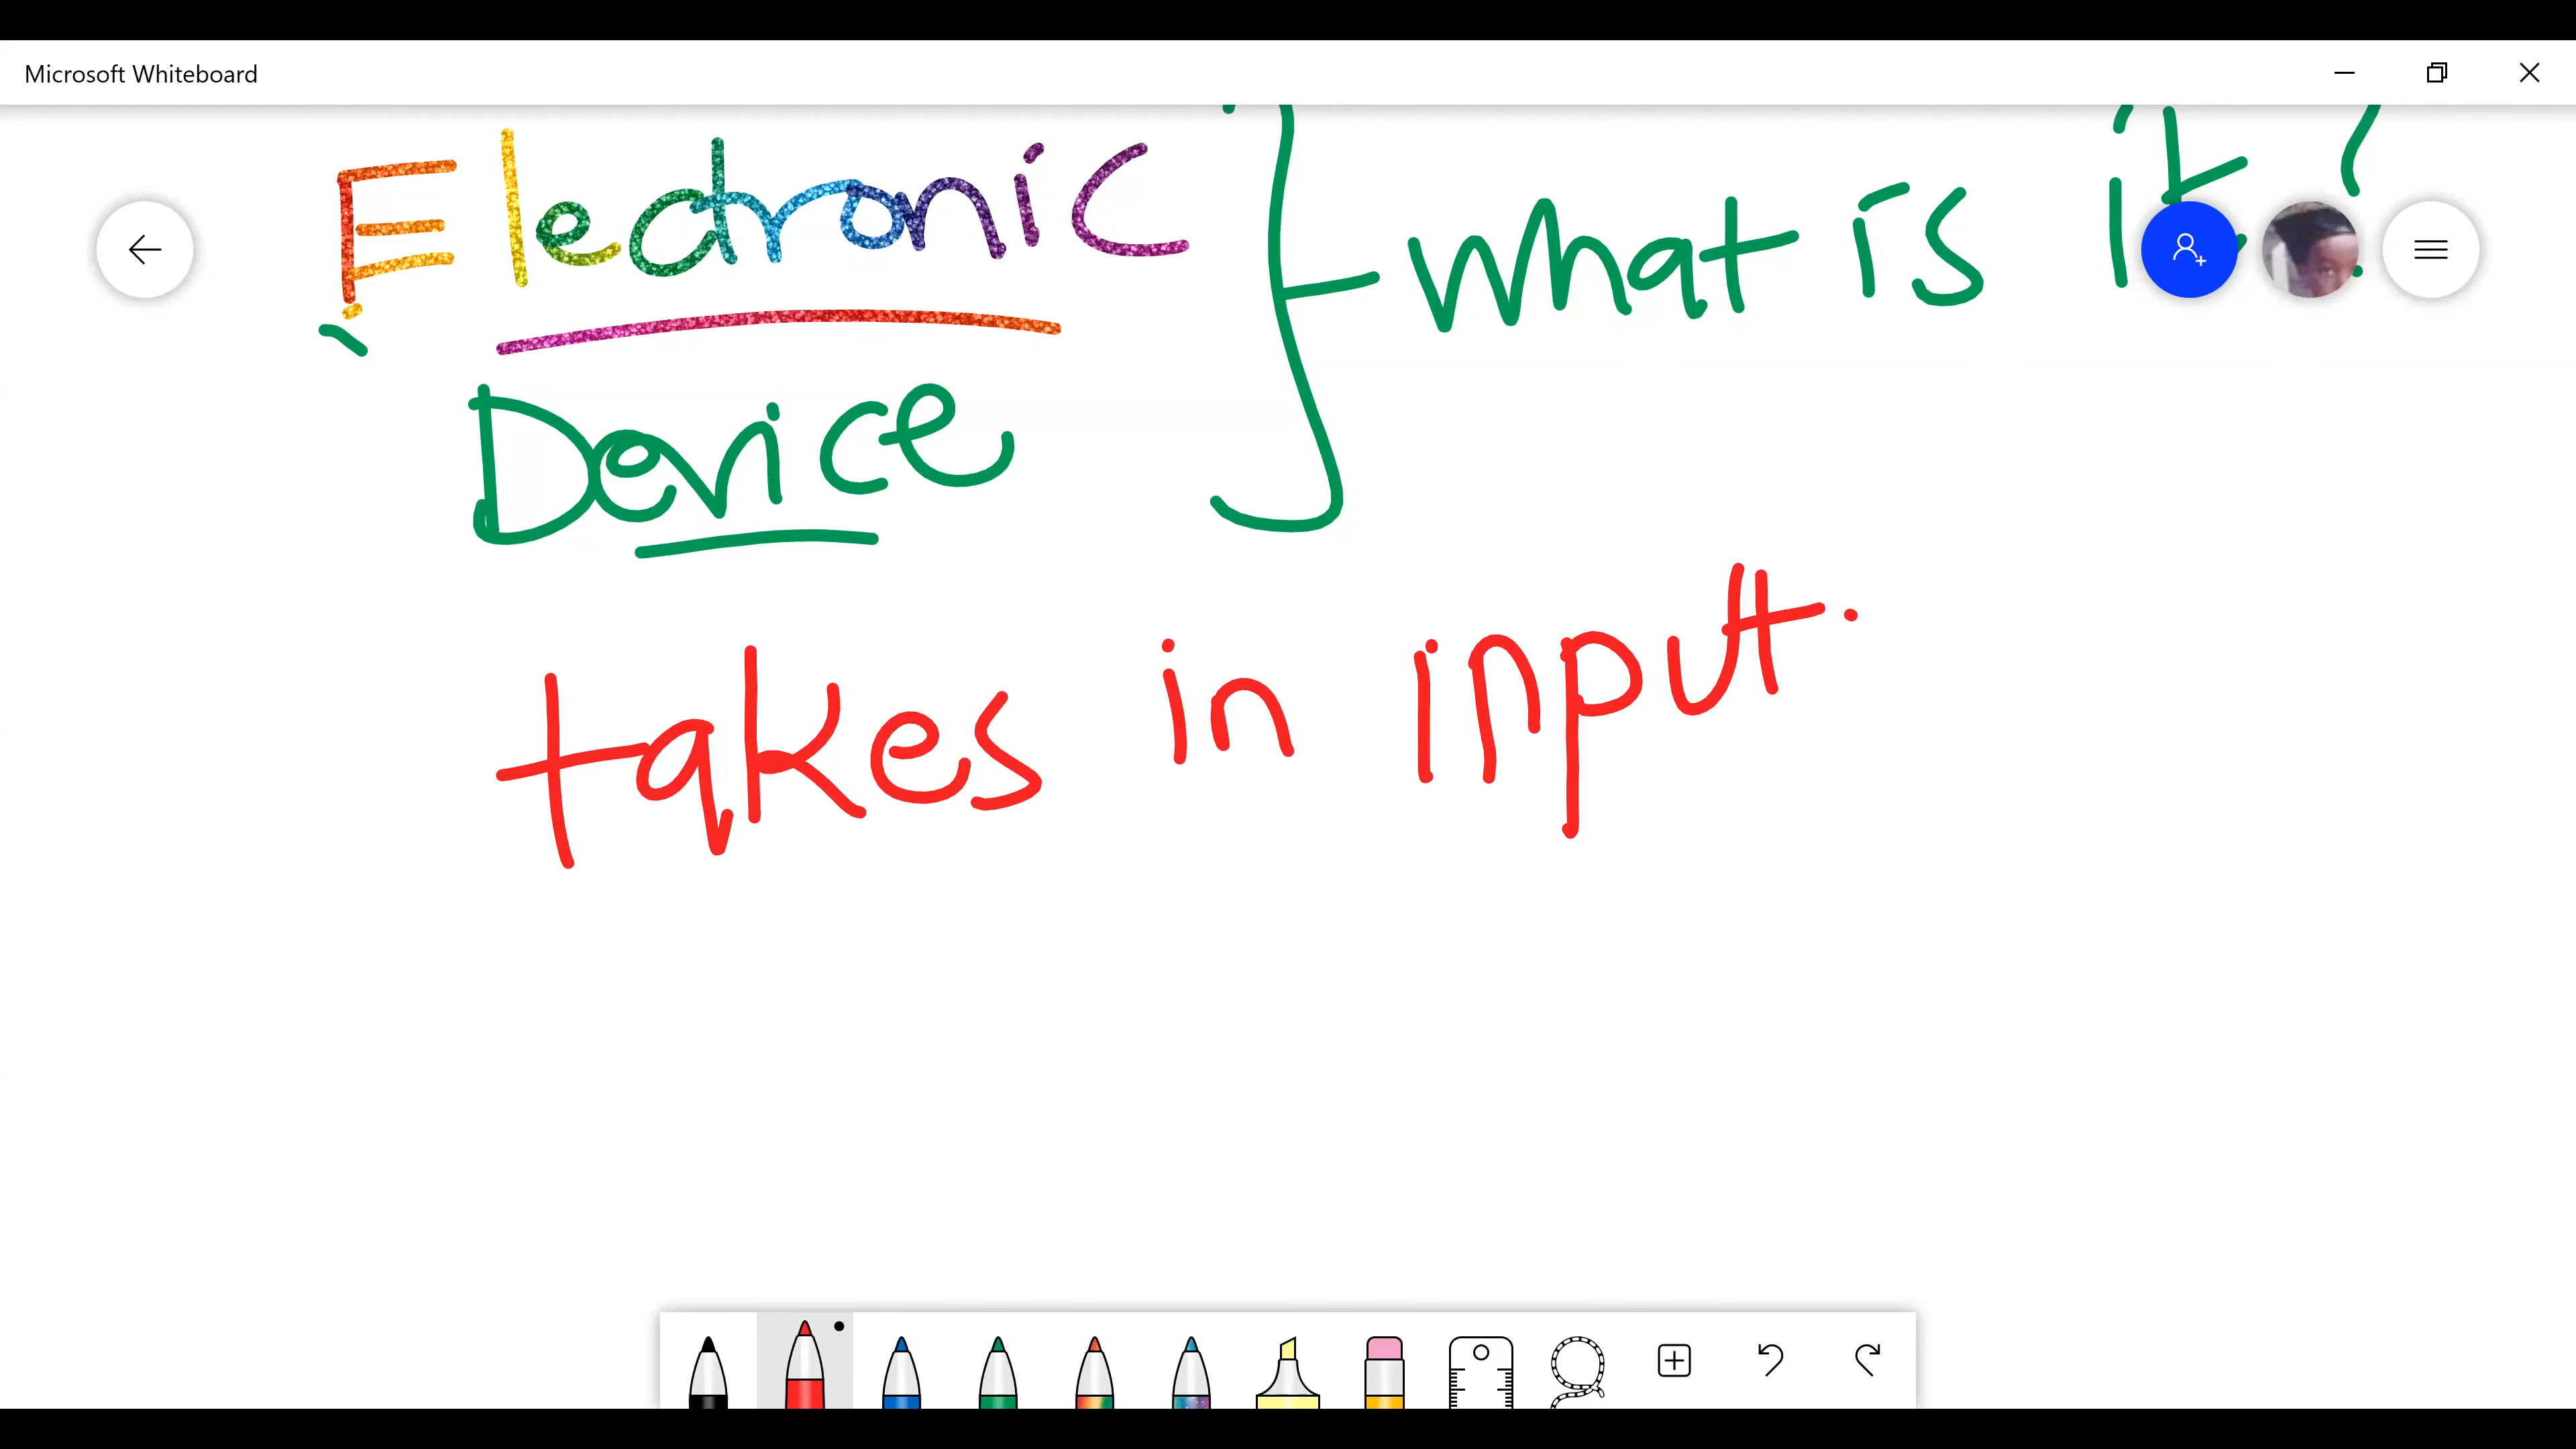 Microsoft Whiteboard
Electronic
what is it?
Device
takes in input.